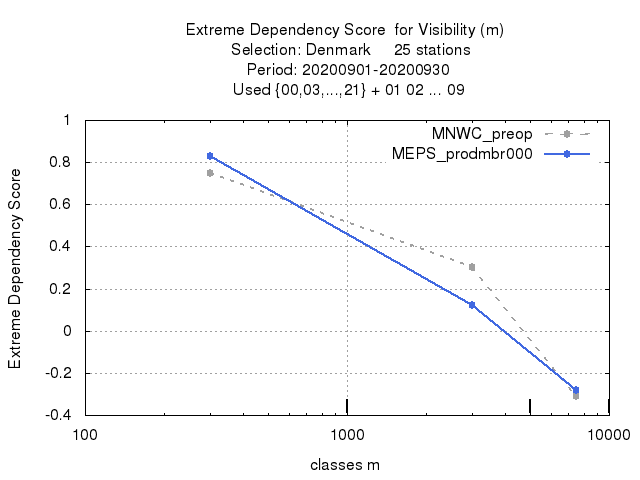 Extreme Dependency Score  for Visibility (m)
Selection: Denmark     25 stations
Period: 20200901-20200930
Used {00,03,...,21} + 01 02 ... 09
MNWC_preop
MEPS_prodmbr000
Extreme Dependency Score
1
0.8
0.6
0.4
0.2
0
-0.2
-0.4
100
1000
10000
classes m